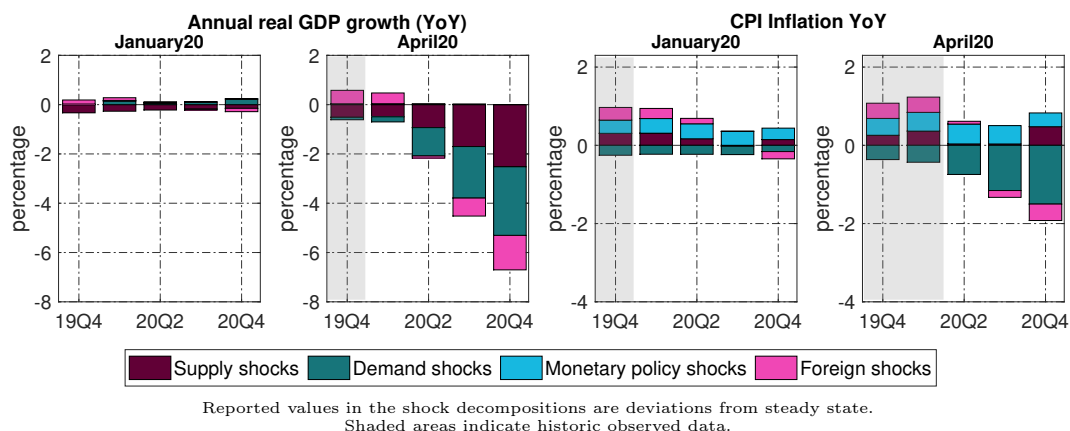 Annual real GDP growth (YoY)
CPI Inflation YoY
January20
April20
January20
April20
percentage
2
0
-2
-4
-6
-8
19Q4
20Q2
20Q4
percentage
2
0
-2
-4
-6
-8
19Q4
20Q2
20Q4
percentage
2
0
-2
-4
19Q4
20Q2
20Q4
percentage
2
0
-2
-4
19Q4
20Q2
20Q4
Supply shocks Demand shocks Monetary policy shocks Foreign shocks
Reported values in the shock decompositions are deviations from steady state.
Shaded areas indicate historic observed data.